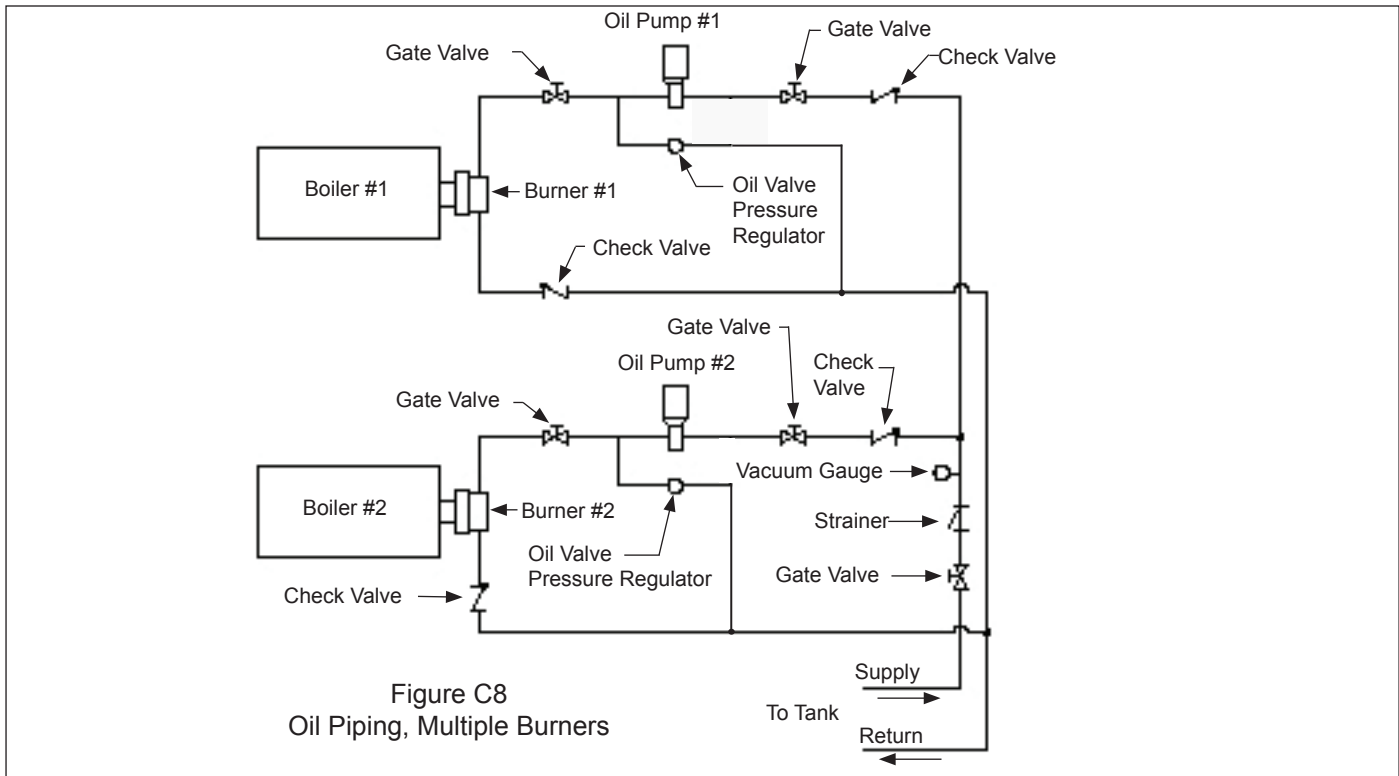 Oil Pump #1
Gate Valve
Gate Valve
Check Valve
Boiler #1
Burner #1
Oil Valve
Pressure
Regulator
Check Valve
Gate Valve
Oil Pump #2
Check
Valve
Gate Valve
Vacuum Gauge
Boiler #2
Burner #2
Strainer
Oil Valve
Pressure Regulator
Gate Valve
Check Valve
Supply
To Tank
Return
Figure C8
Oil Piping, Multiple Burners